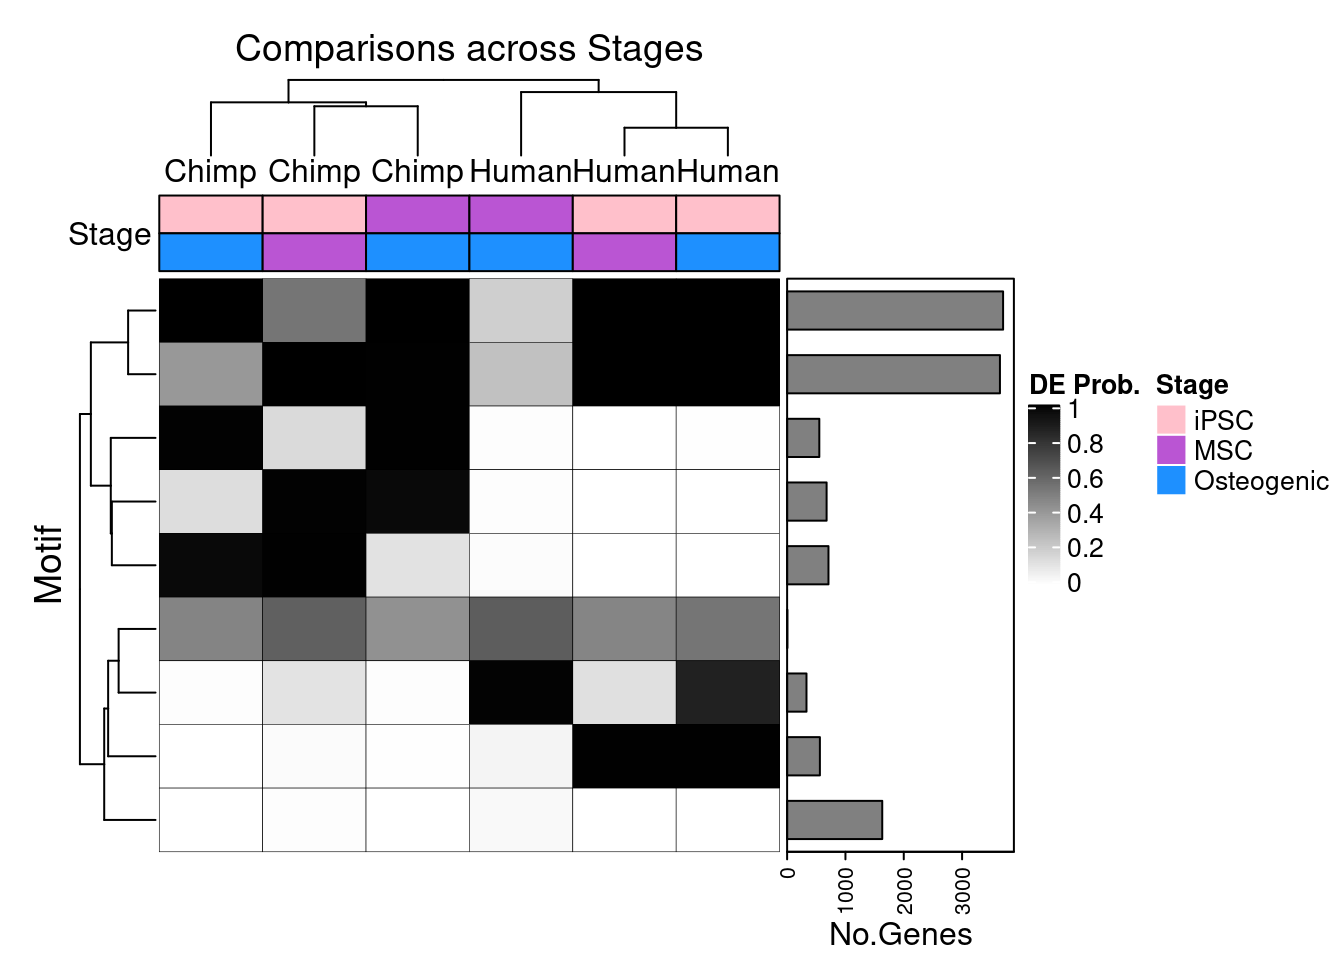 Comparisons across Stages
Chimp Chimp Chimp Human Human Human
Stage
Motif
DE Prob.
1
0.8
0.6
0.4
0.2
0
Stage
iPSC
MSC
Osteogenic
0 1000 2000 3000
No.Genes